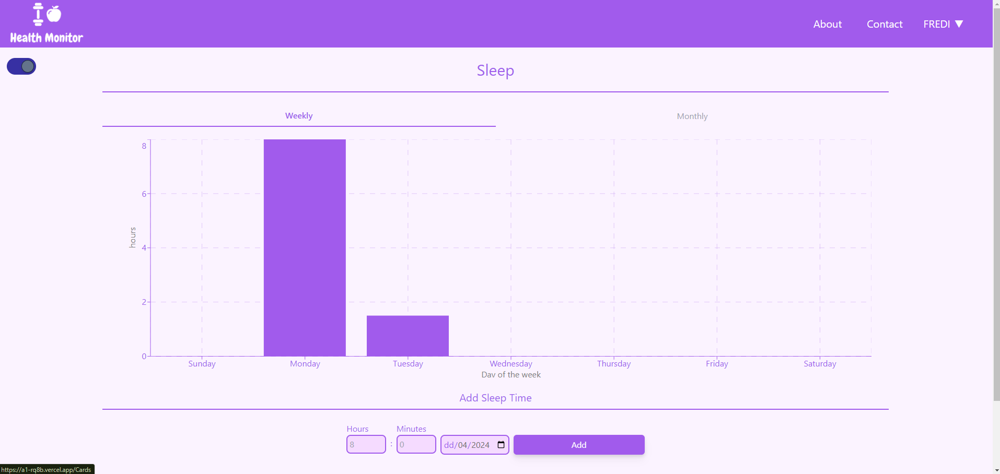 Health Monitor
About Contact FREDI ▼
Sleep
Weekly Monthly
8
6
4
2
0
hours
Sunday Monday Tuesday Wednesday Thursday Friday Saturday
Day of the week
Add Sleep Time
Hours Minutes
8 : 0 dd/04/2024 Add
https://a1-rq8b.vercel.app/Cards